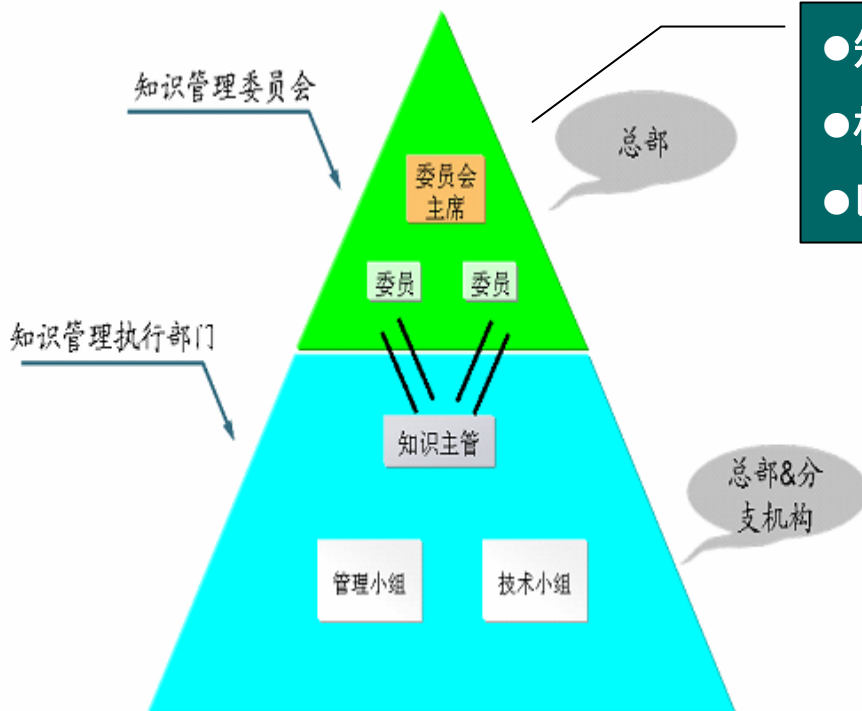 知识管理委员会
总部
委员会
主席
委员
委员
知识管理执行部门
知识主管
总部&分
支机构
管理小组
技术小组